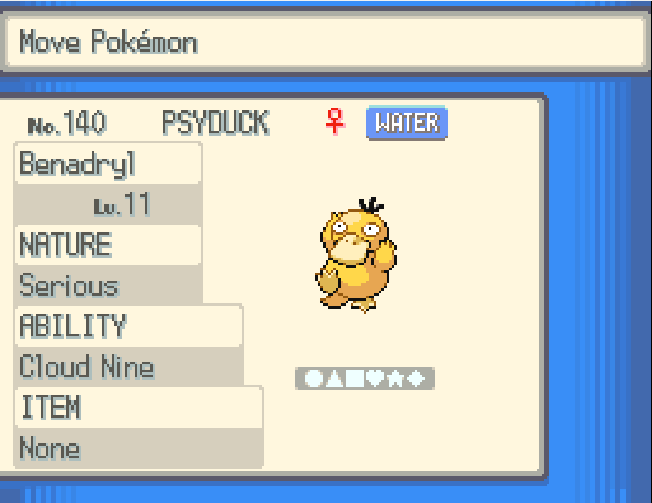 Move Pokémon
No.140 PSYDUCK ♀ WATER
Benadryl
Lv.11
NATURE
Serious
ABILITY
Cloud Nine
●▲■♥★◆
ITEM
None